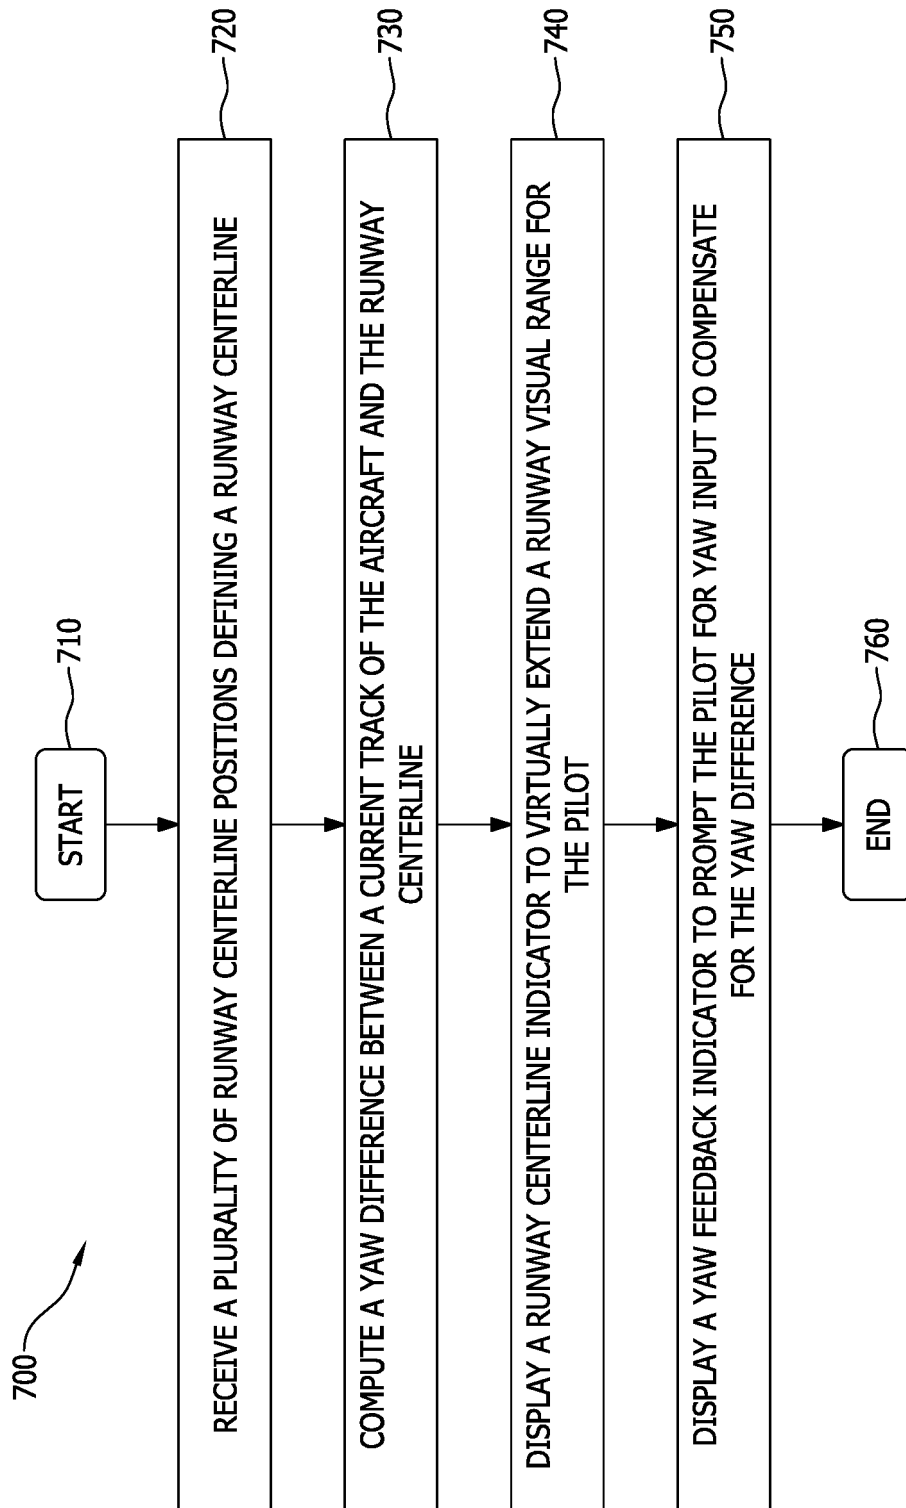 700
START
710
RECEIVE A PLURALITY OF RUNWAY CENTERLINE POSITIONS DEFINING A RUNWAY CENTERLINE
720
COMPUTE A YAW DIFFERENCE BETWEEN A CURRENT TRACK OF THE AIRCRAFT AND THE RUNWAY
CENTERLINE
730
DISPLAY A RUNWAY CENTERLINE INDICATOR TO VIRTUALLY EXTEND A RUNWAY VISUAL RANGE FOR
THE PILOT
740
DISPLAY A YAW FEEDBACK INDICATOR TO PROMPT THE PILOT FOR YAW INPUT TO COMPENSATE
FOR THE YAW DIFFERENCE
750
END
760